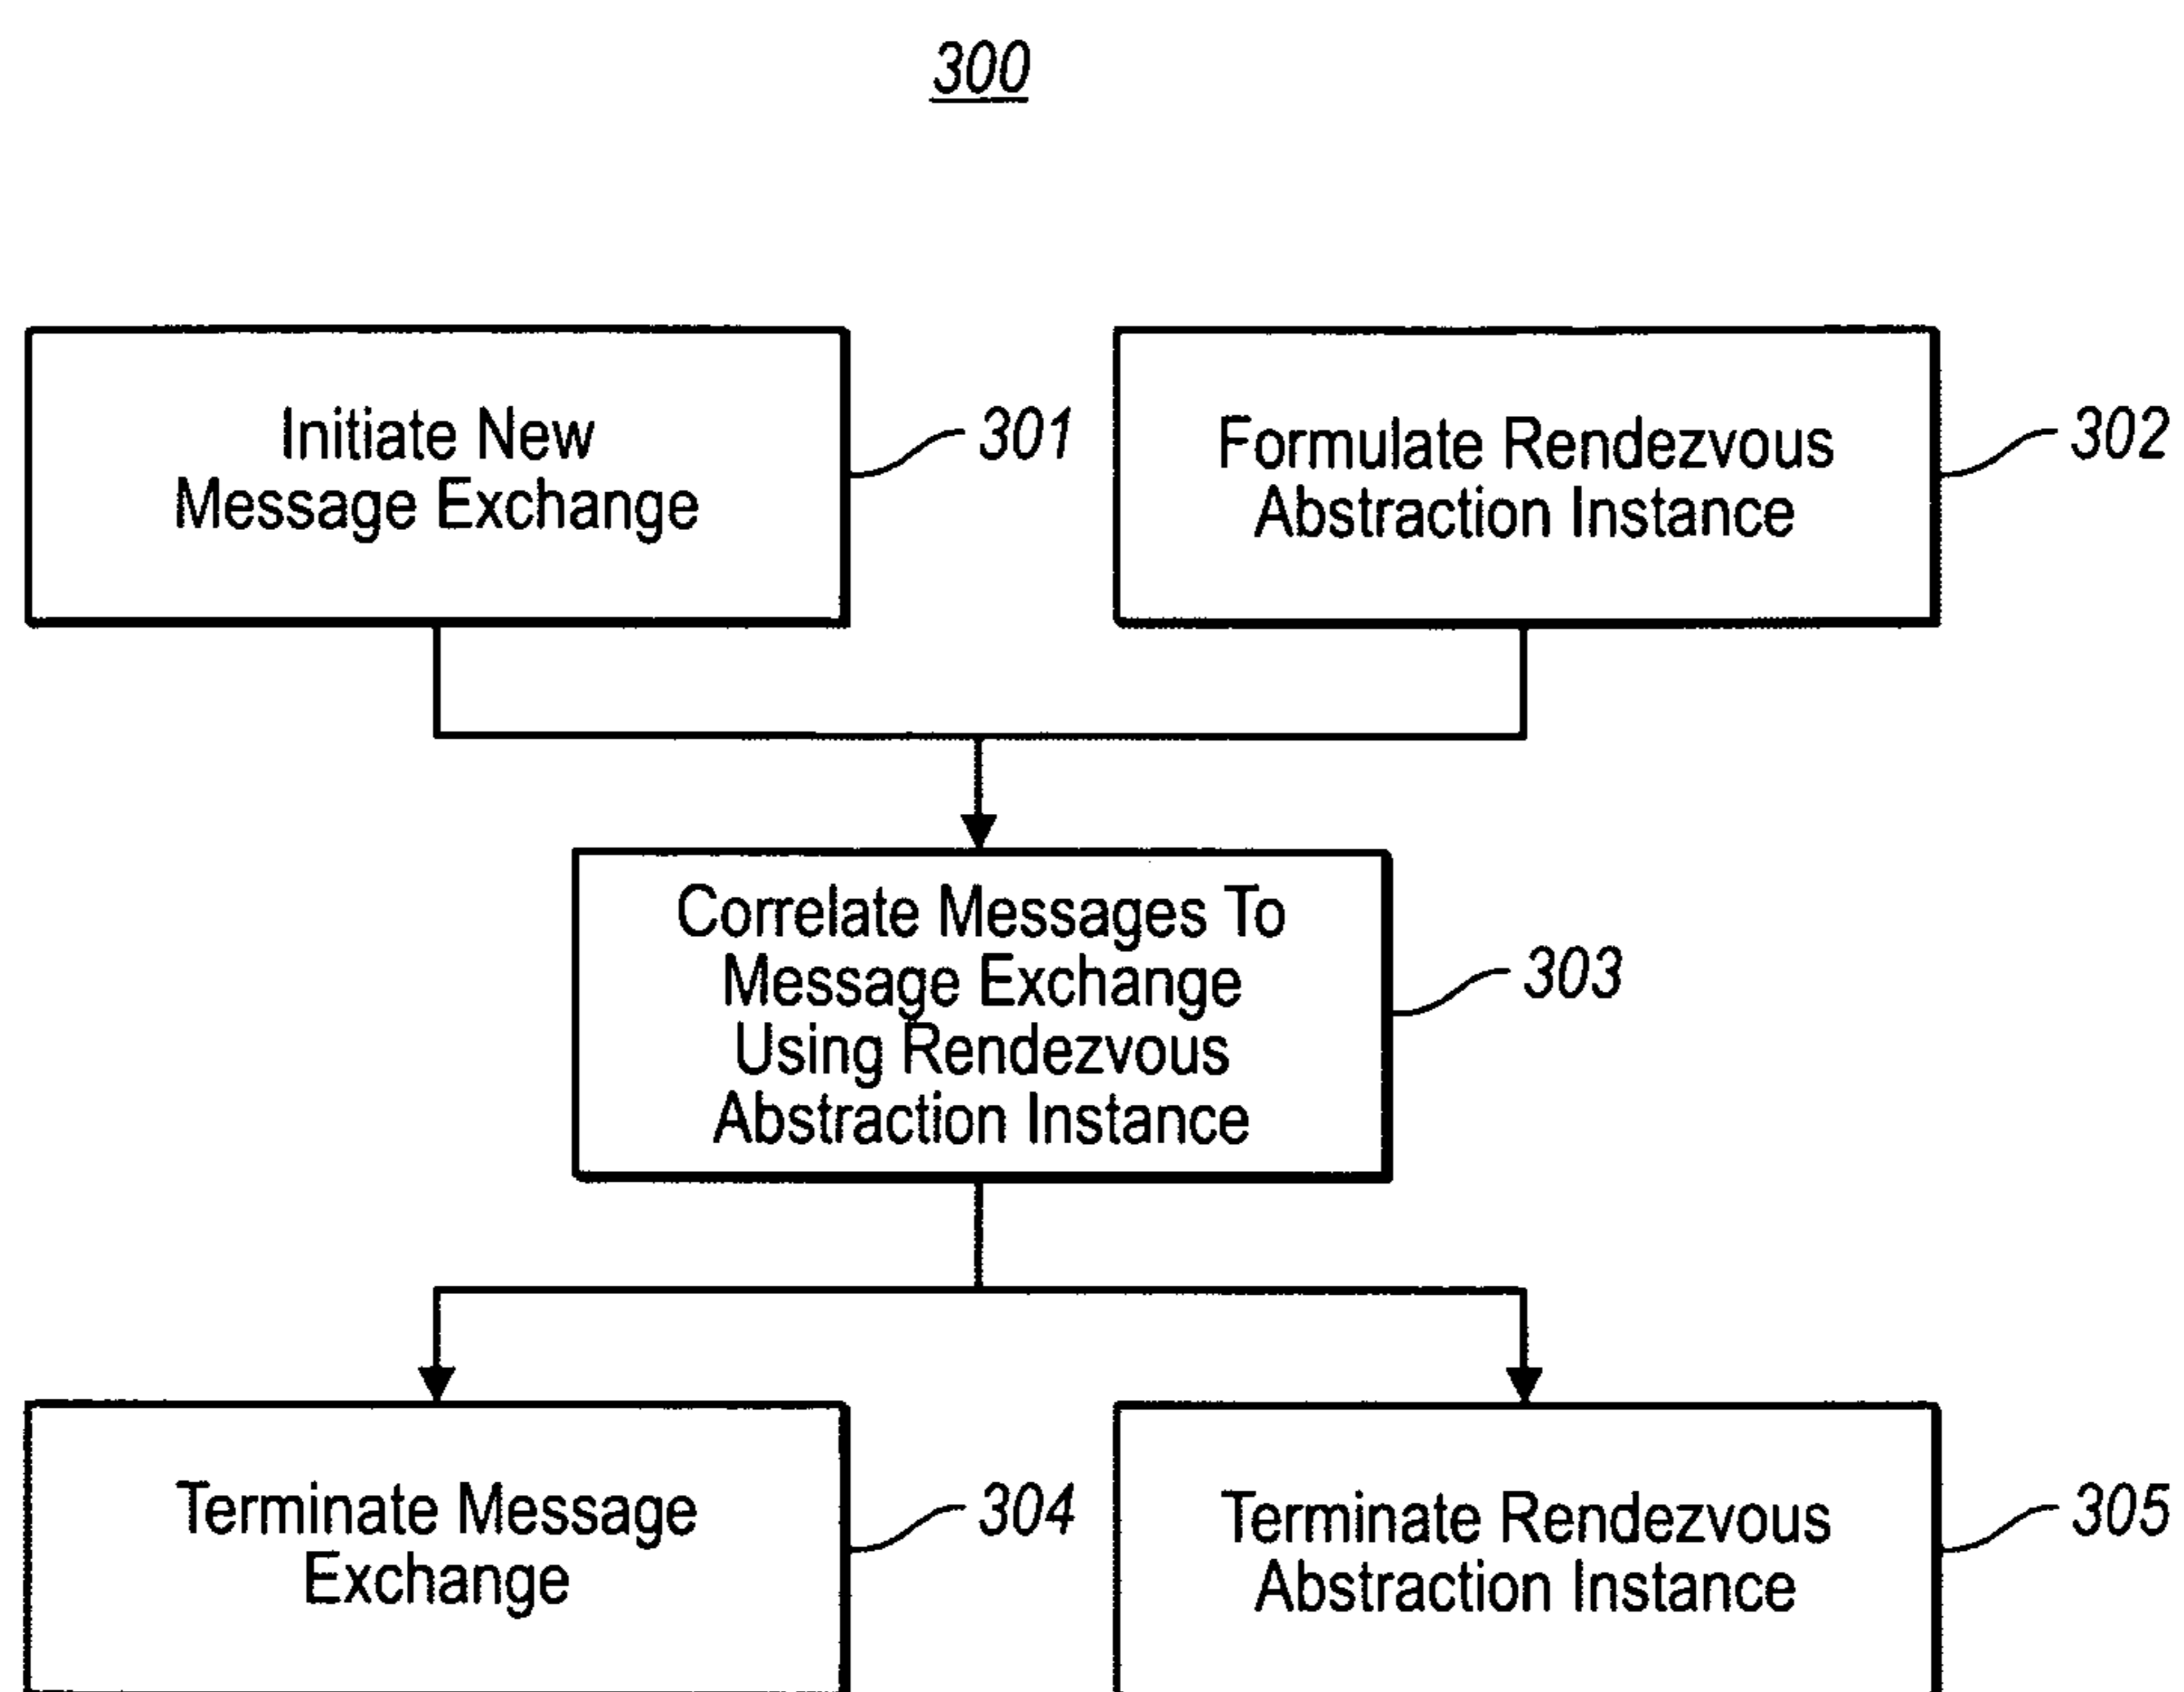 300
Initiate New
Message Exchange
301
Formulate Rendezvous
Abstraction Instance
302
Correlate Messages To
Message Exchange
Using Rendezvous
Abstraction Instance
303
Terminate Message
Exchange
304
Terminate Rendezvous
Abstraction Instance
305